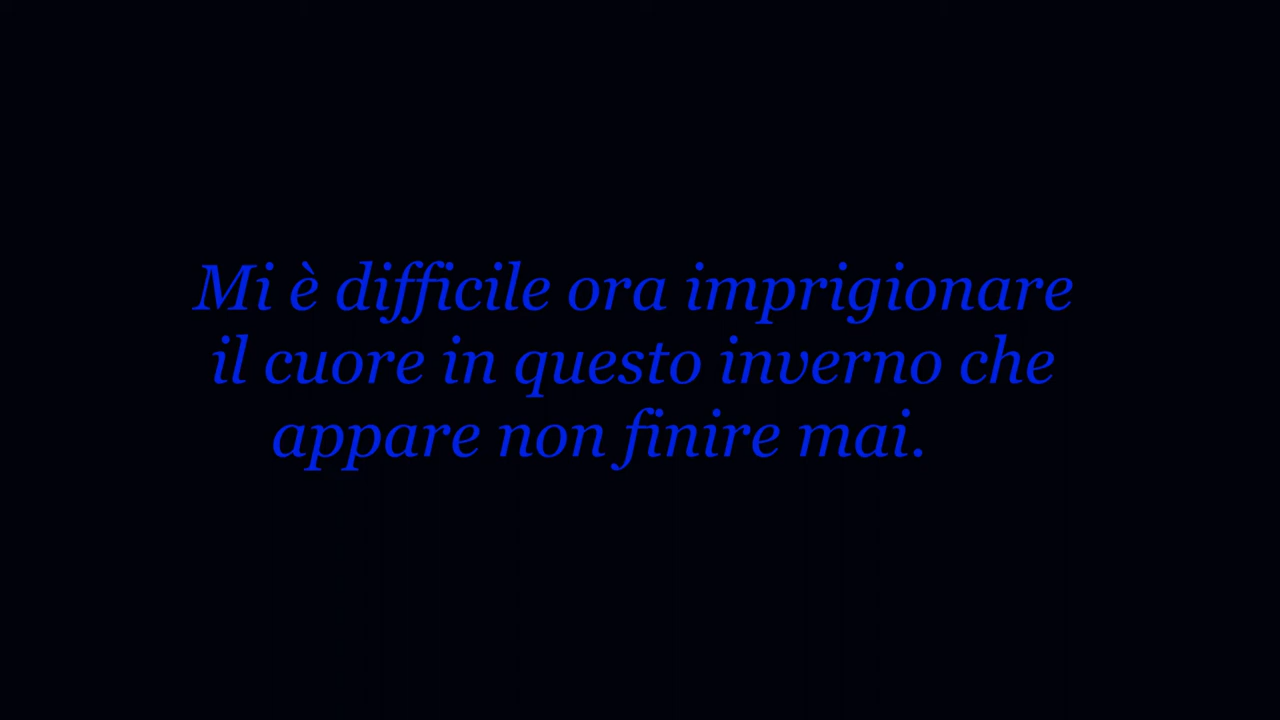 Mi è difficile ora imprigionare
il cuore in questo inverno che
appare non finire mai.